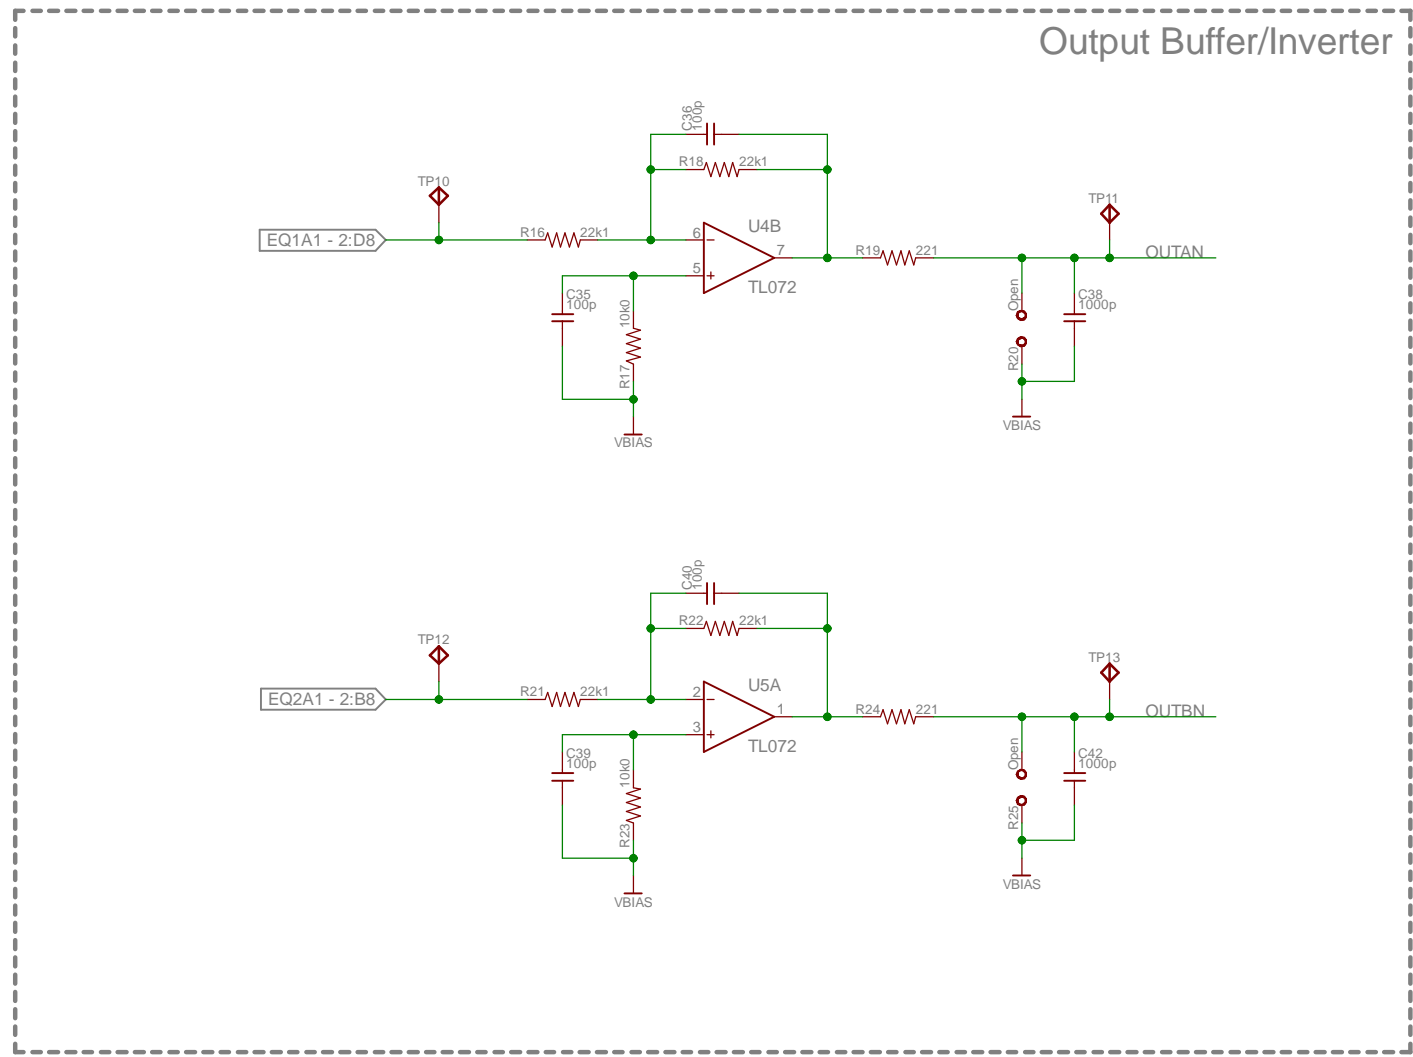 Output Buffer/Inverter
C36
100p
R18 22k1
TP10
TP11
EQ1A1 - 2:D8
R16 22k1
6
U4B
7
5
TL072
R19 221
OUTAN
C35
100p
10k0
R17
VBIAS
Open
R20
C38
1000p
VBIAS
C40
100p
R22 22k1
TP12
TP13
EQ2A1 - 2:B8
R21 22k1
2
U5A
1
3
TL072
R24 221
OUTBN
C39
100p
10k0
R23
VBIAS
Open
R25
C42
1000p
VBIAS